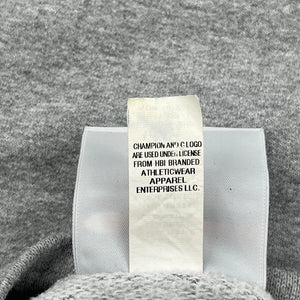 CHAMPION AND C LOGO
ARE USED UNDER LICENSE
FROM HBI BRANDED
ATHLETICWEAR
APPAREL
ENTERPRISES LLC.